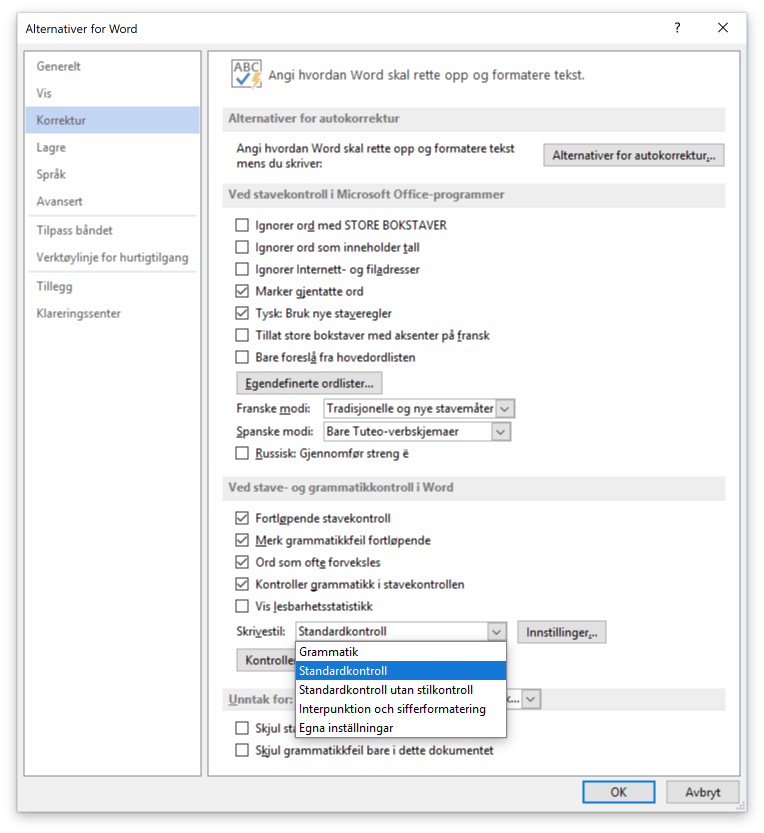 Alternativer for Word
?
Generelt
Vis
Korrektur
Lagre
Språk
Avansert
Tilpass båndet
Verktøylinje for hurtigtilgang
Tillegg
Klareringssenter
ABC
Angi hvordan Word skal rette opp og formatere tekst.
Alternativer for autokorrektur
Angi hvordan Word skal rette opp og formatere tekst
mens du skriver:
Alternativer for autokorrektur...
Ved stavekontroll i Microsoft Office-programmer
Ignorer ord med STORE BOKSTAVER
Ignorer ord som inneholder tall
Ignorer Internett- og filadresser
Marker gjentatte ord
Tysk: Bruk nye staveregler
Tillat store bokstaver med aksenter på fransk
Bare foreslå fra hovedordlisten
Egendefinerte ordlister...
Franske modi: Tradisjonelle og nye stavemåter
Spanske modi: Bare Tuteo-verbskjemaer
Russisk: Gjennomfør streng ë
Ved stave- og grammatikkontroll i Word
Fortløpende stavekontroll
Merk grammatikkfeil fortløpende
Ord som ofte forveksles
Kontroller grammatikk i stavekontrollen
Vis lesbarhetsstatistikk
Skrivestil: Standardkontroll Innstillinger...
Grammatik
Kontroller
Standardkontroll
Standardkontroll utan stilkontroll
Unntak for:
Interpunktion och sifferformatering
Egna inställningar
Skjul
Skjul grammatikkfeil bare i dette dokumentet
OK Avbryt